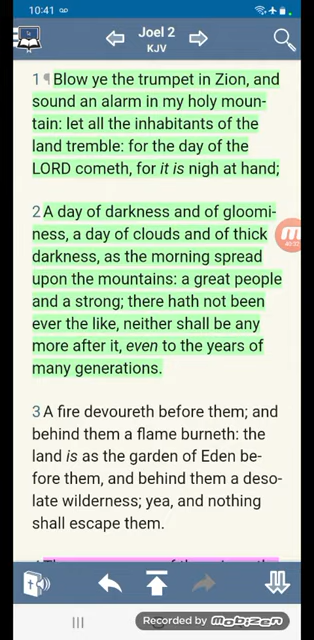 10:41
Joel 2
KJV
1 ¶ Blow ye the trumpet in Zion, and
sound an alarm in my holy moun-
tain: let all the inhabitants of the
land tremble: for the day of the
LORD cometh, for it is nigh at hand;
2 A day of darkness and of gloomi-
ness, a day of clouds and of thick
darkness, as the morning spread
upon the mountains: a great people
and a strong; there hath not been
ever the like, neither shall be any
more after it, even to the years of
many generations.
3 A fire devoureth before them; and
behind them a flame burneth: the
land is as the garden of Eden be-
fore them, and behind them a deso-
late wilderness; yea, and nothing
shall escape them.
Recorded by Mobizen